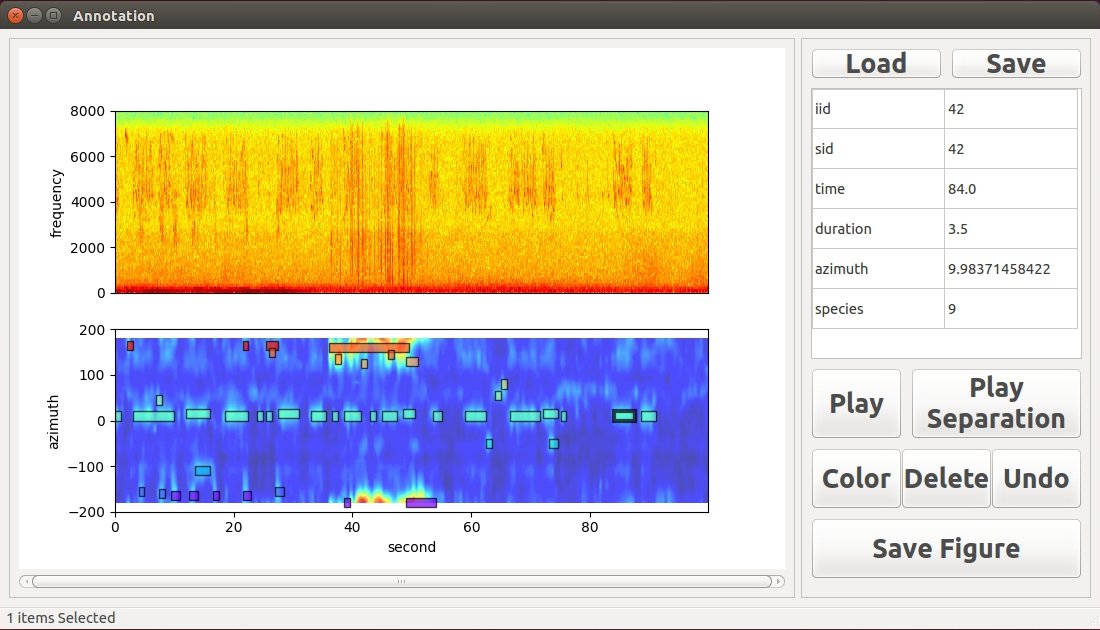 Annotation
Load Save
iid 42
sid 42
time 84.0
duration 3.5
azimuth 9.98371458422
species 9
Play
Play
Separation
Color Delete Undo
Save Figure
8000
6000
4000
2000
0
frequency
200
100
0
−100
−200
azimuth
0 20 40 60 80
second
1 items Selected